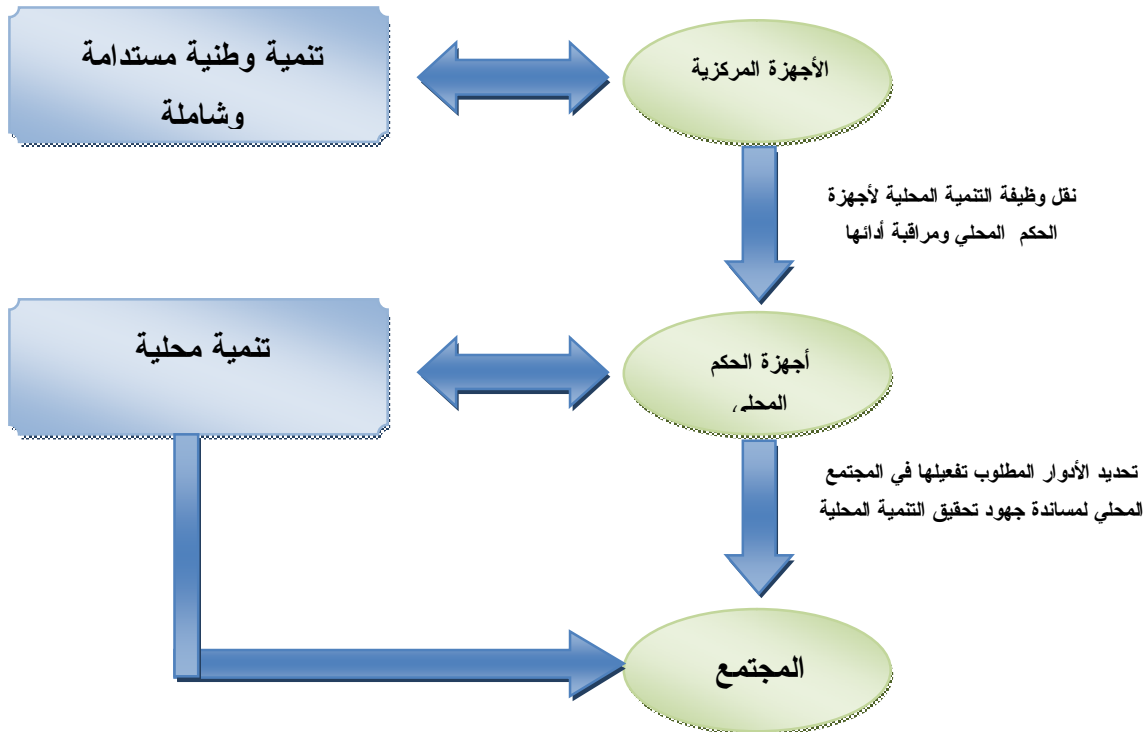 الأجهزة المركزية
تنمية وطنية مستدامة
وشاملة
نقل وظيفة التنمية المحلية لأجهزة
الحكم المحلي ومراقبة أدائها
أجهزة الحكم
المحلي
تنمية محلية
تحديد الأدوار المطلوب تفعيلها في المجتمع
المحلي لمساندة جهود تحقيق التنمية المحلية
المجتمع